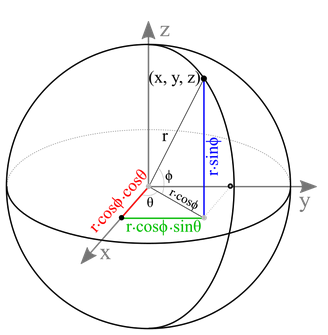 z
(x, y, z)
r
r·sinϕ
ϕ
r·cosϕ·cosθ
θ
r·cosϕ
y
r·cosϕ·sinθ
x